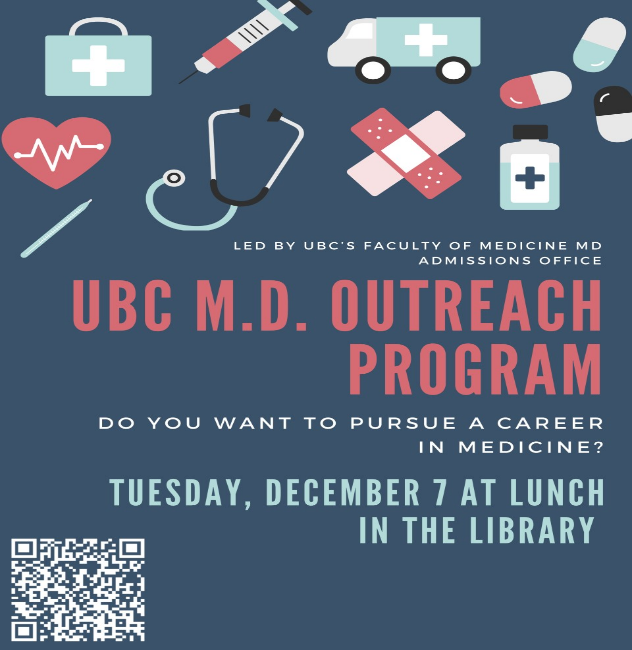 LED BY UBC'S FACULTY OF MEDICINE MD
ADMISSIONS OFFICE
UBC M.D. OUTREACH
PROGRAM
DO YOU WANT TO PURSUE A CAREER
IN MEDICINE?
TUESDAY, DECEMBER 7 AT LUNCH
IN THE LIBRARY